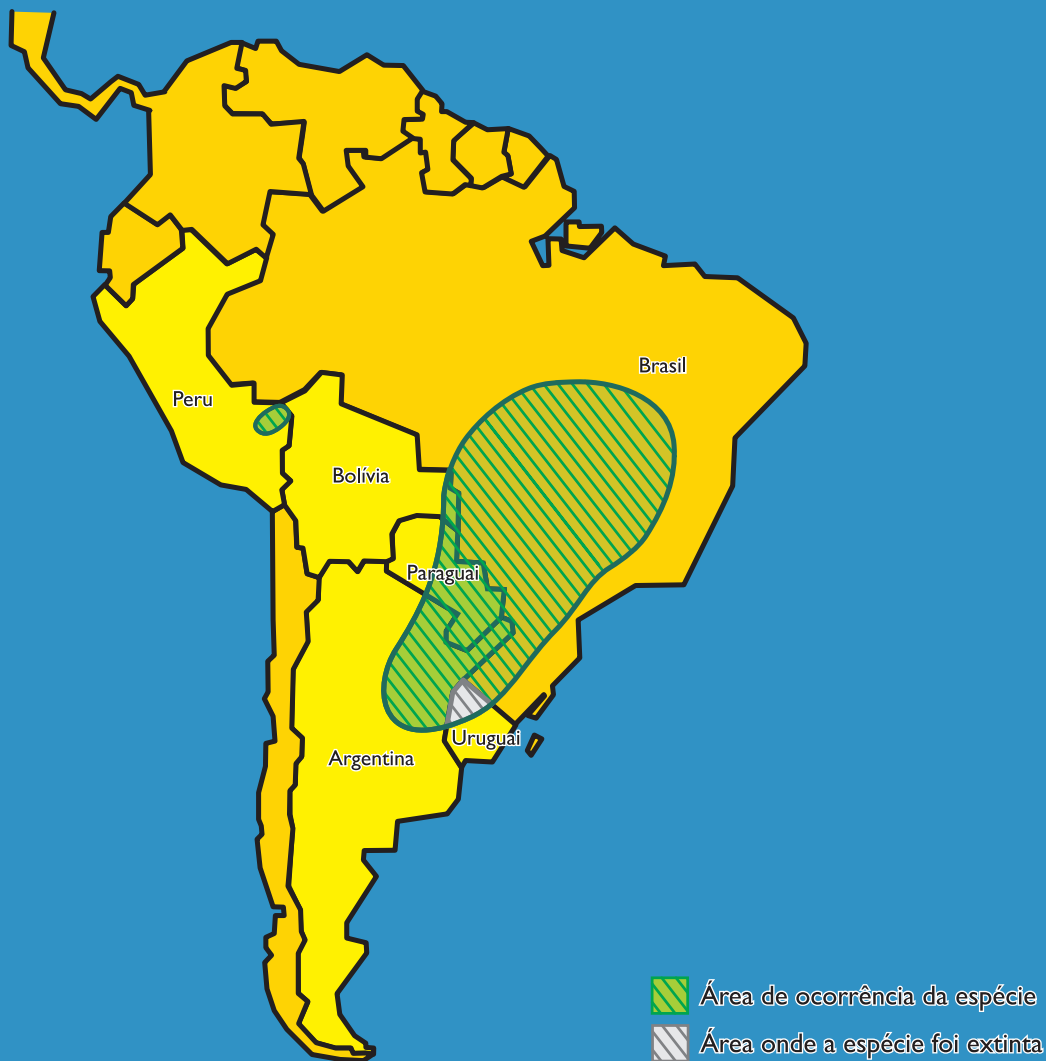 Brasil
Peru
Bolívia
Paraguai
Uruguai
Argentina
Área de ocorrência da espécie
Área onde a espécie foi extinta